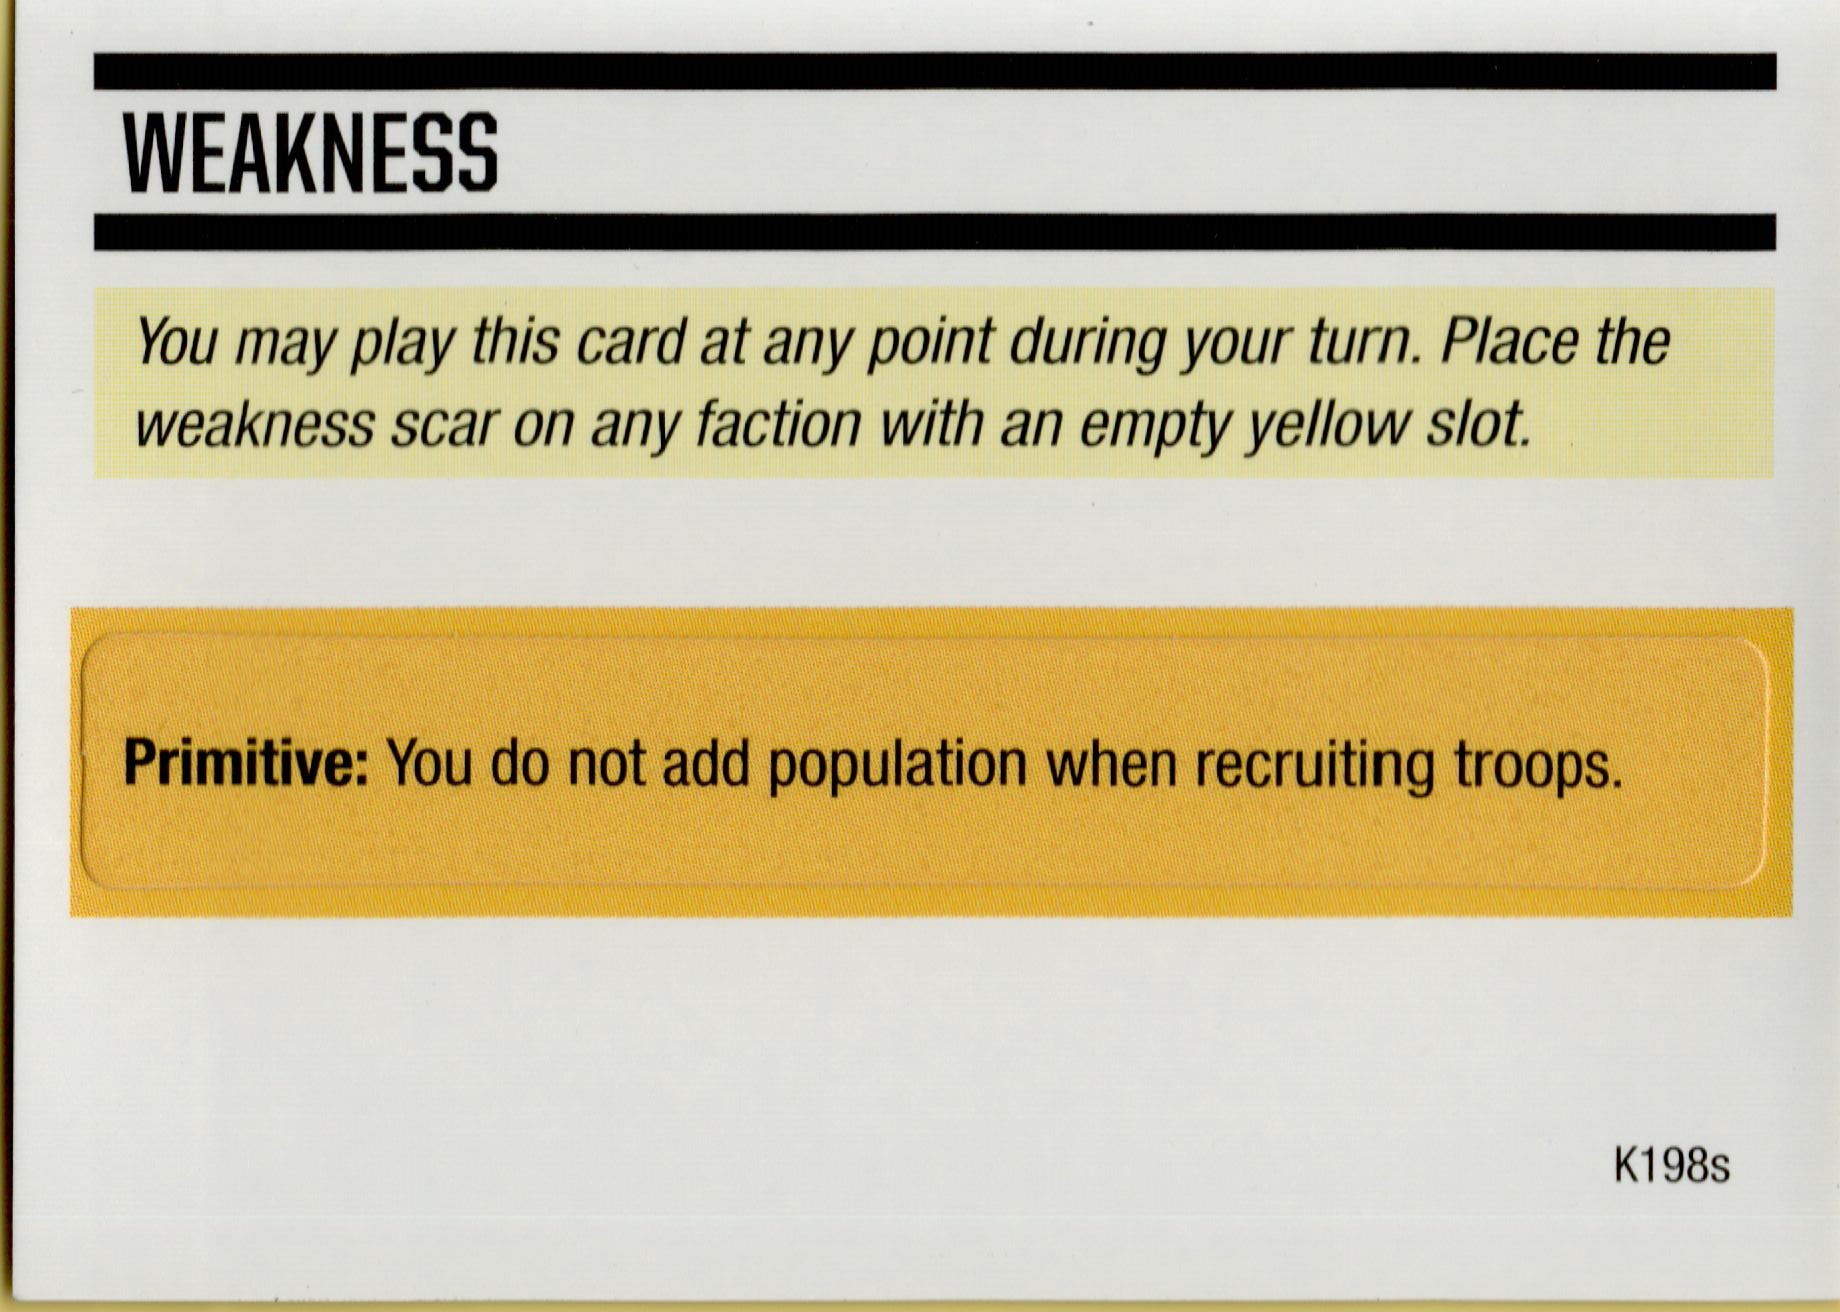 WEAKNESS
You may play this card at any point during your turn. Place the
weakness scar on any faction with an empty yellow slot.
Primitive: You do not add population when recruiting troops.
K198s